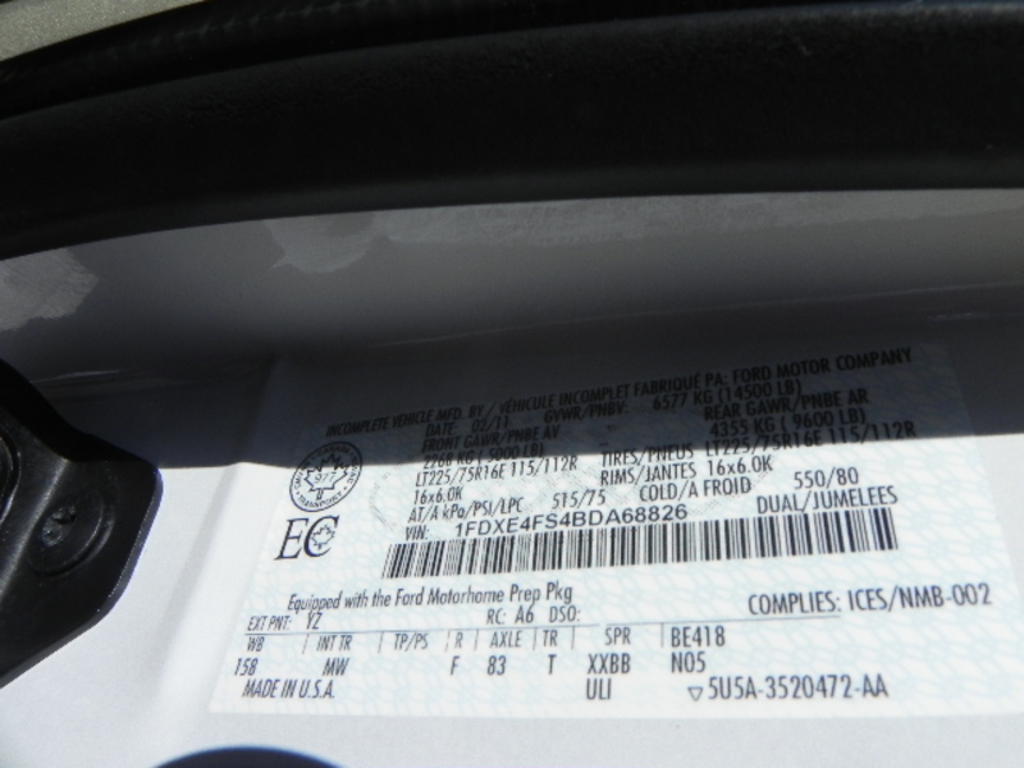 INCOMPLETE VEHICLE MFD. BY / VÉHICULE INCOMPLET FABRIQUÉ PA: FORD MOTOR COMPANY
DATE: 02/11 GVWR/PNBV: 6577 KG (14500 LB)
FRONT GAWR/PNBE AV REAR GAWR/PNBE AR
2268 KG ( 5000 LB) 4355 KG ( 9600 LB)
LT225/75R16E 115/112R TIRES/PNEUS LT225/75R16E 115/112R
16x6.0K RIMS/JANTES 16x6.0K
AT/A kPa/PSI/LPC 515/75 COLD/A FROID 550/80
VIN: 1FDXE4FS4BDA68826 DUAL/JUMELEES
977
TRANSPORT
EC
Equipped with the Ford Motorhome Prep Pkg COMPLIES: ICES/NMB-002
EXT PNT: YZ RC: A6 DSO:
WB | INT TR | TP/PS | R | AXLE | TR | SPR BE418
158 MW F 83 T XXBB N05
MADE IN U.S.A. ULI ▽5U5A-3520472-AA